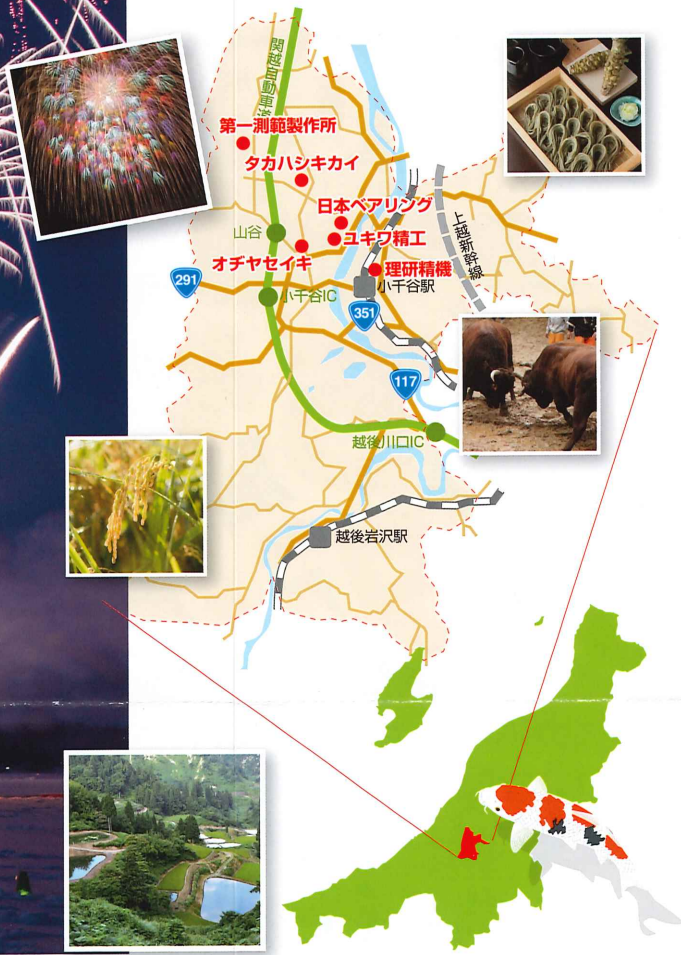 関越自動車道
第一測範製作所
タカハシキカイ
日本ベアリング
山谷
ユキワ精工
オヂヤセイキ
理研精機
291
小千谷IC
小千谷駅
351
上越新幹線
117
越後川口IC
越後岩沢駅